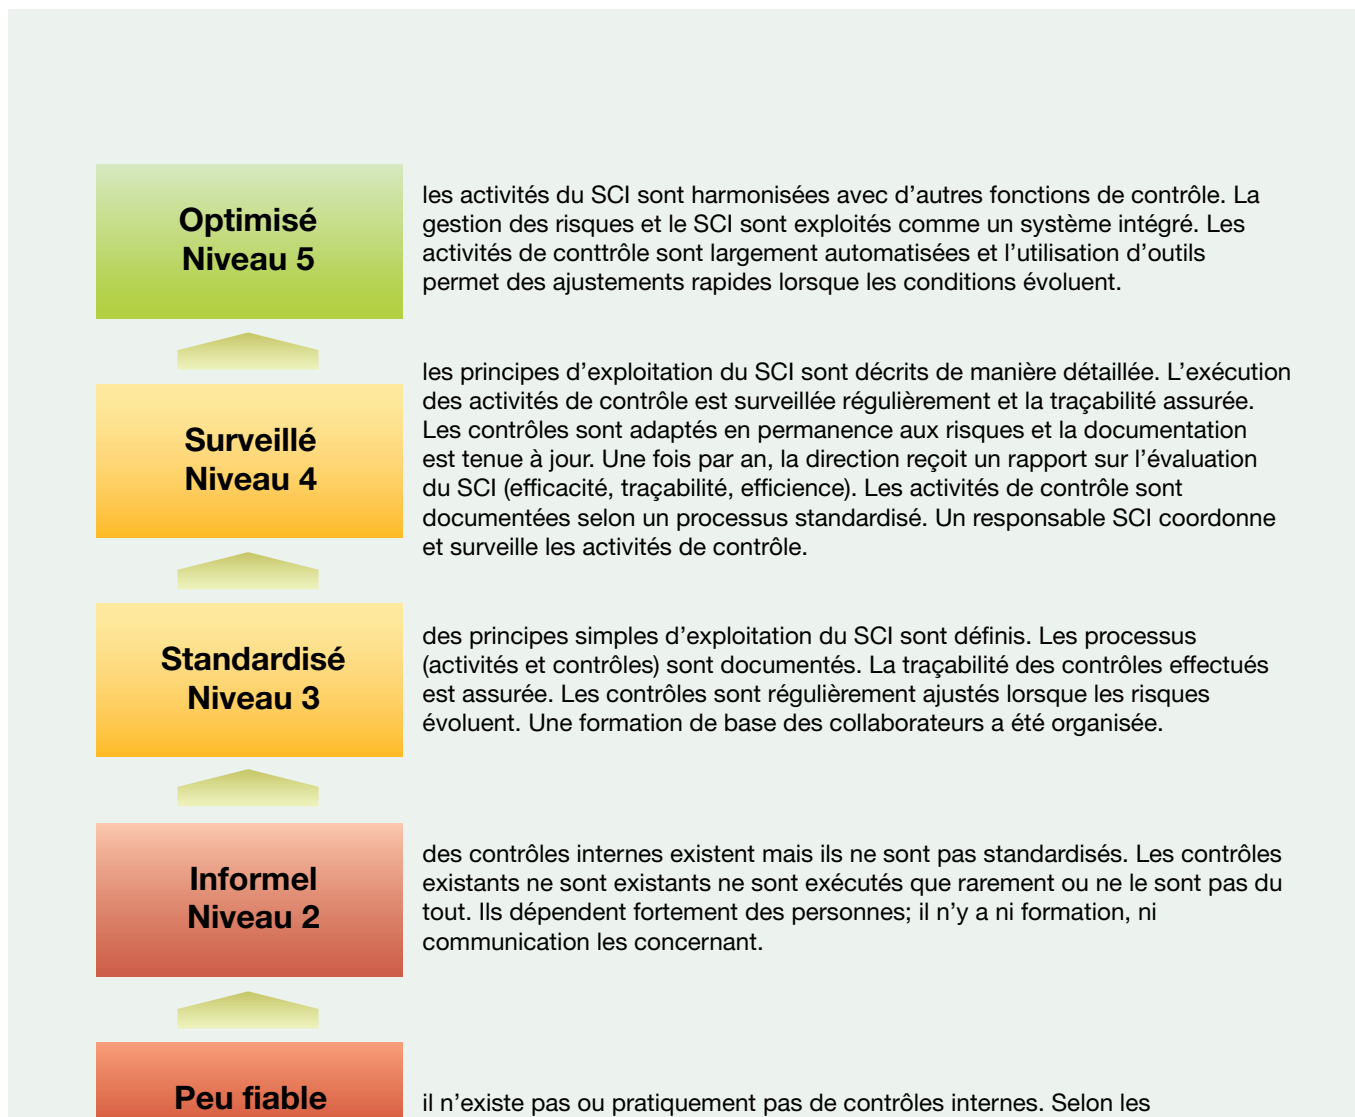 Optimisé
Niveau 5
les activités du SCI sont harmonisées avec d'autres fonctions de contrôle. La
gestion des risques et le SCI sont exploités comme un système intégré. Les
activités de conttrôle sont largement automatisées et l'utilisation d'outils
permet des ajustements rapides lorsque les conditions évoluent.
Surveillé
Niveau 4
les principes d'exploitation du SCI sont décrits de manière détaillée. L'exécution
des activités de contrôle est surveillée régulièrement et la traçabilité assurée.
Les contrôles sont adaptés en permanence aux risques et la documentation
est tenue à jour. Une fois par an, la direction reçoit un rapport sur l'évaluation
du SCI (efficacité, traçabilité, efficience). Les activités de contrôle sont
documentées selon un processus standardisé. Un responsable SCI coordonne
et surveille les activités de contrôle.
Standardisé
Niveau 3
des principes simples d'exploitation du SCI sont définis. Les processus
(activités et contrôles) sont documentés. La traçabilité des contrôles effectués
est assurée. Les contrôles sont régulièrement ajustés lorsque les risques
évoluent. Une formation de base des collaborateurs a été organisée.
Informel
Niveau 2
des contrôles internes existent mais ils ne sont pas standardisés. Les contrôles
existants ne sont existants ne sont exécutés que rarement ou ne le sont pas du
tout. Ils dépendent fortement des personnes; il n'y a ni formation, ni
communication les concernant.
Peu fiable
il n'existe pas ou pratiquement pas de contrôles internes. Selon les